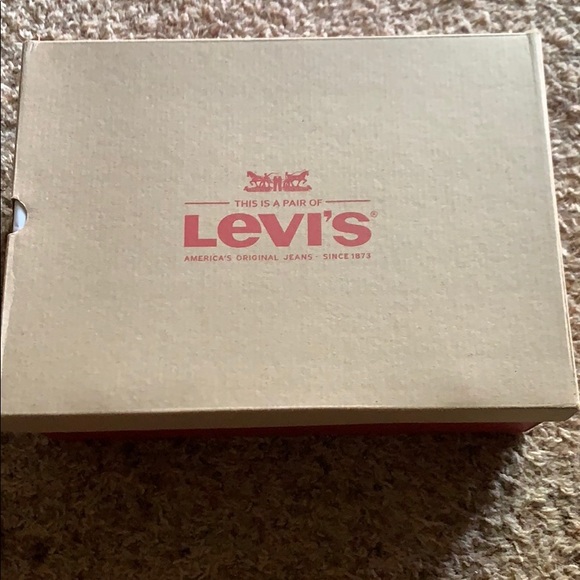 THIS IS A PAIR OF
Levi's®
AMERICA'S ORIGINAL JEANS · SINCE 1873